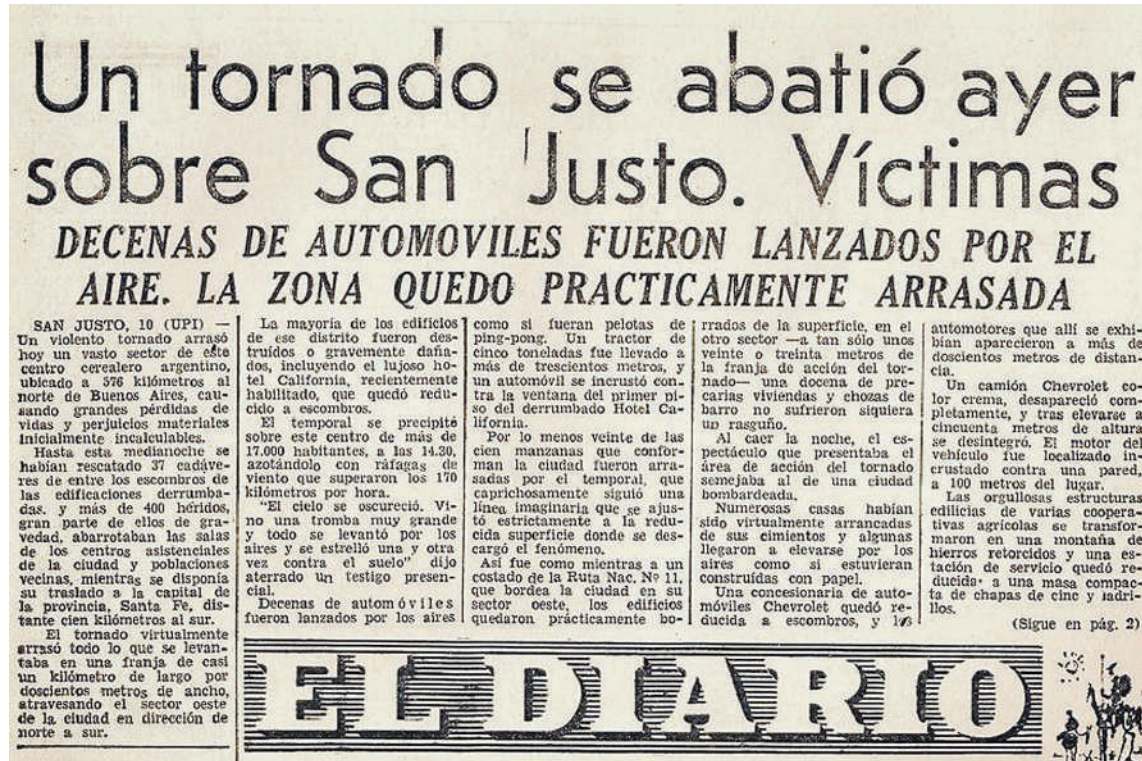 Un tornado se abatió ayer
sobre San Justo. Víctimas
DECENAS DE AUTOMOVILES FUERON LANZADOS POR EL
AIRE. LA ZONA QUEDO PRACTICAMENTE ARRASADA
SAN JUSTO, 10 (UPI) —
Un violento tornado arrasó
hoy un vasto sector de este
centro cerealero argentino,
ubicado a 576 kilómetros al
norte de Buenos Aires, cau-
sando grandes pérdidas de
vidas y perjuicios materiales
inicialmente incalculables.
Hasta esta medianoche se
habían rescatado 37 cadáve-
res de entre los escombros de
las edificaciones derrumba-
das. y más de 400 héridos,
gran parte de ellos de gra-
vedad, abarrotaban las salas
de los centros asistenciales
de la ciudad y poblaciones
vecinas, mientras se disponía
su traslado a la capital de
la provincia, Santa Fe, dis-
tante cien kilómetros al sur.
El tornado virtualmente
arrasó todo lo que se levan-
taba en una franja de casi
un kilómetro de largo por
doscientos metros de ancho,
atravesando el sector oeste
de la ciudad en dirección de
norte a sur.
La mayoría de los edificios
de ese distrito fueron des-
truídos o gravemente daña-
dos, incluyendo el lujoso ho-
tel California, recientemente
habilitado, que quedó redu-
cido a escombros.
El temporal se precipitó
sobre este centro de más de
17.000 habitantes, a las 14.30,
azotándolo con ráfagas de
viento que superaron los 170
kilómetros por hora.
"El cielo se oscureció. Vi-
no una tromba muy grande
y todo se levantó por los
aires y se estrelló una y otra
vez contra el suelo" dijo
aterrado un testigo presen-
cial.
Decenas de automóviles
fueron lanzados por los aires
como si fueran pelotas de
ping-pong. Un tractor de
cinco toneladas fue llevado a
más de trescientos metros, y
un automóvil se incrustó con-
tra la ventana del primer pi-
so del derrumbado Hotel Ca-
lifornia.
Por lo menos veinte de las
cien manzanas que confor-
man la ciudad fueron arra-
sadas por el temporal, que
caprichosamente siguió una
línea imaginaria que se ajus-
tó estrictamente a la redu-
cida superficie donde se des-
cargó el fenómeno.
Así fue como mientras a un
costado de la Ruta Nac. Nº 11,
que bordea la ciudad en su
sector oeste, los edificios
quedaron prácticamente bo-
rrados de la superficie, en el
otro sector —a tan sólo unos
veinte o treinta metros de
la franja de acción del tor-
nado— una docena de pre-
carias viviendas y chozas de
barro no sufrieron siquiera
un rasguño.
Al caer la noche, el es-
pectáculo que presentaba el
área de acción del tornado
semejaba al de una ciudad
bombardeada.
Numerosas casas habían
sido virtualmente arrancadas
de sus cimientos y algunas
llegaron a elevarse por los
aires como si estuvieran
construídas con papel.
Una concesionaria de auto-
móviles Chevrolet quedó re-
ducida a escombros, y los
automotores que allí se exhi-
bían aparecieron a más de
doscientos metros de distan-
cia.
Un camión Chevrolet co-
lor crema, desapareció com-
pletamente, y tras elevarse a
cincuenta metros de altura
se desintegró. El motor del
vehículo fue localizado in-
crustado contra una pared,
a 100 metros del lugar.
Las orgullosas estructuras
edilicias de varias coopera-
tivas agrícolas se transfor-
maron en una montaña de
hierros retorcidos y una es-
tación de servicio quedó re-
ducida a una masa compac-
ta de chapas de cinc y ladri-
llos.
(Sigue en pág. 2)
EL DIARIO